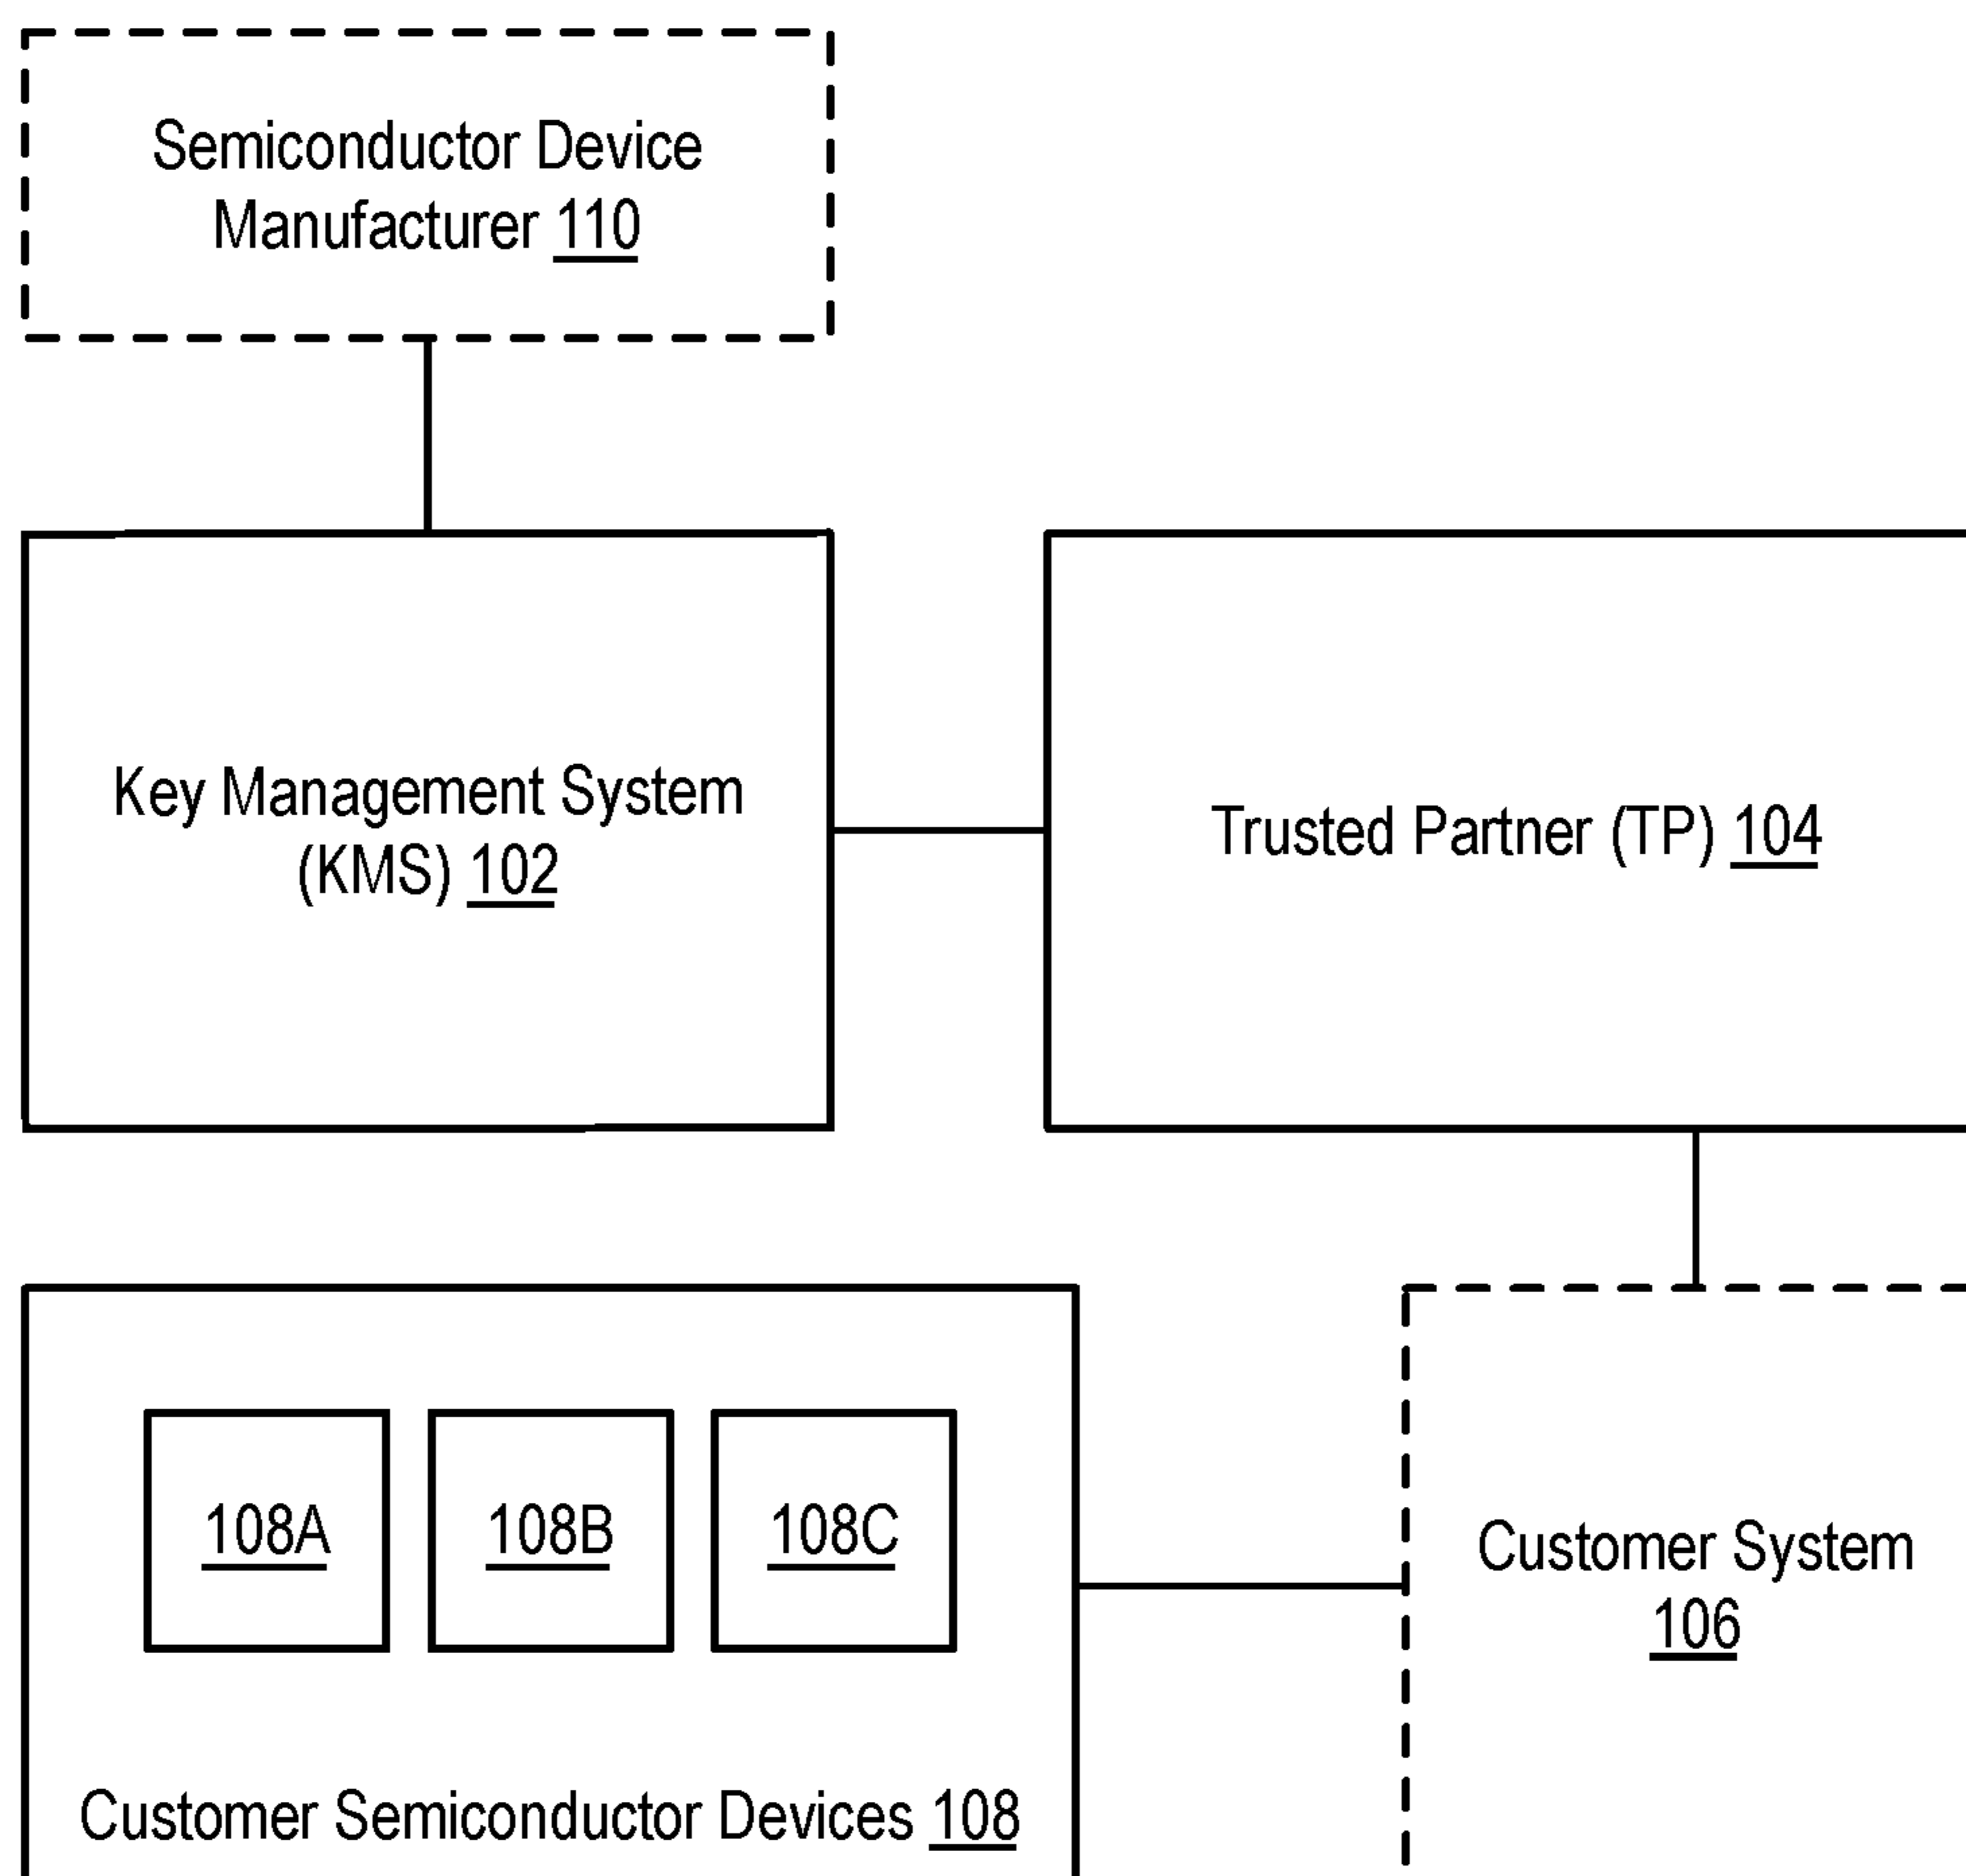 Semiconductor Device
Manufacturer 110
Key Management System
(KMS) 102
Trusted Partner (TP) 104
108A
108B
108C
Customer System
106
Customer Semiconductor Devices 108